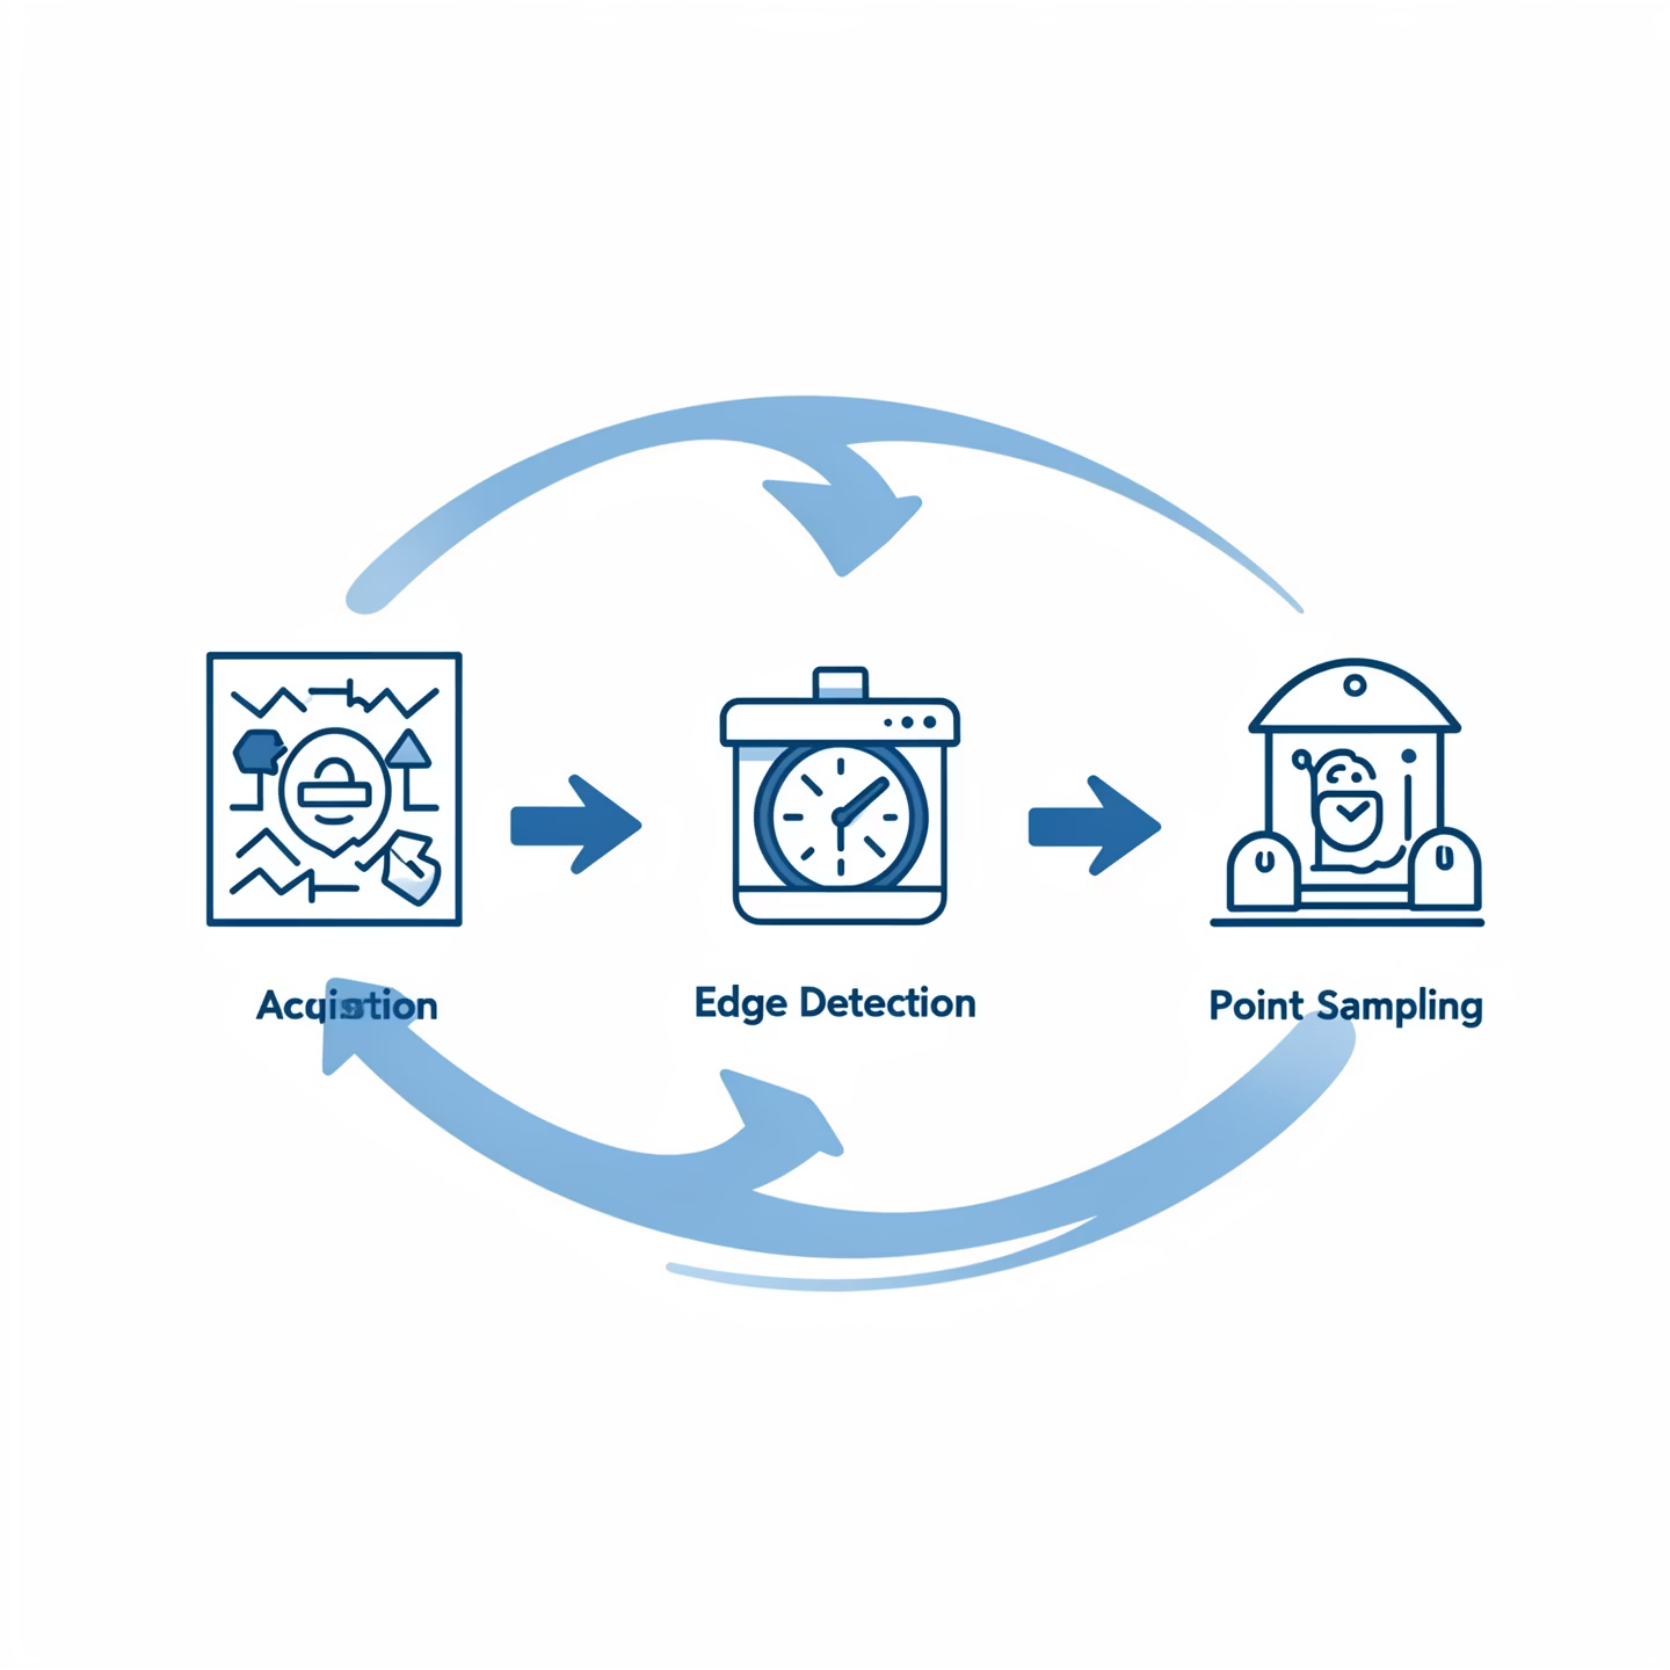 Acqistion
Edge Detection
Point Sampling